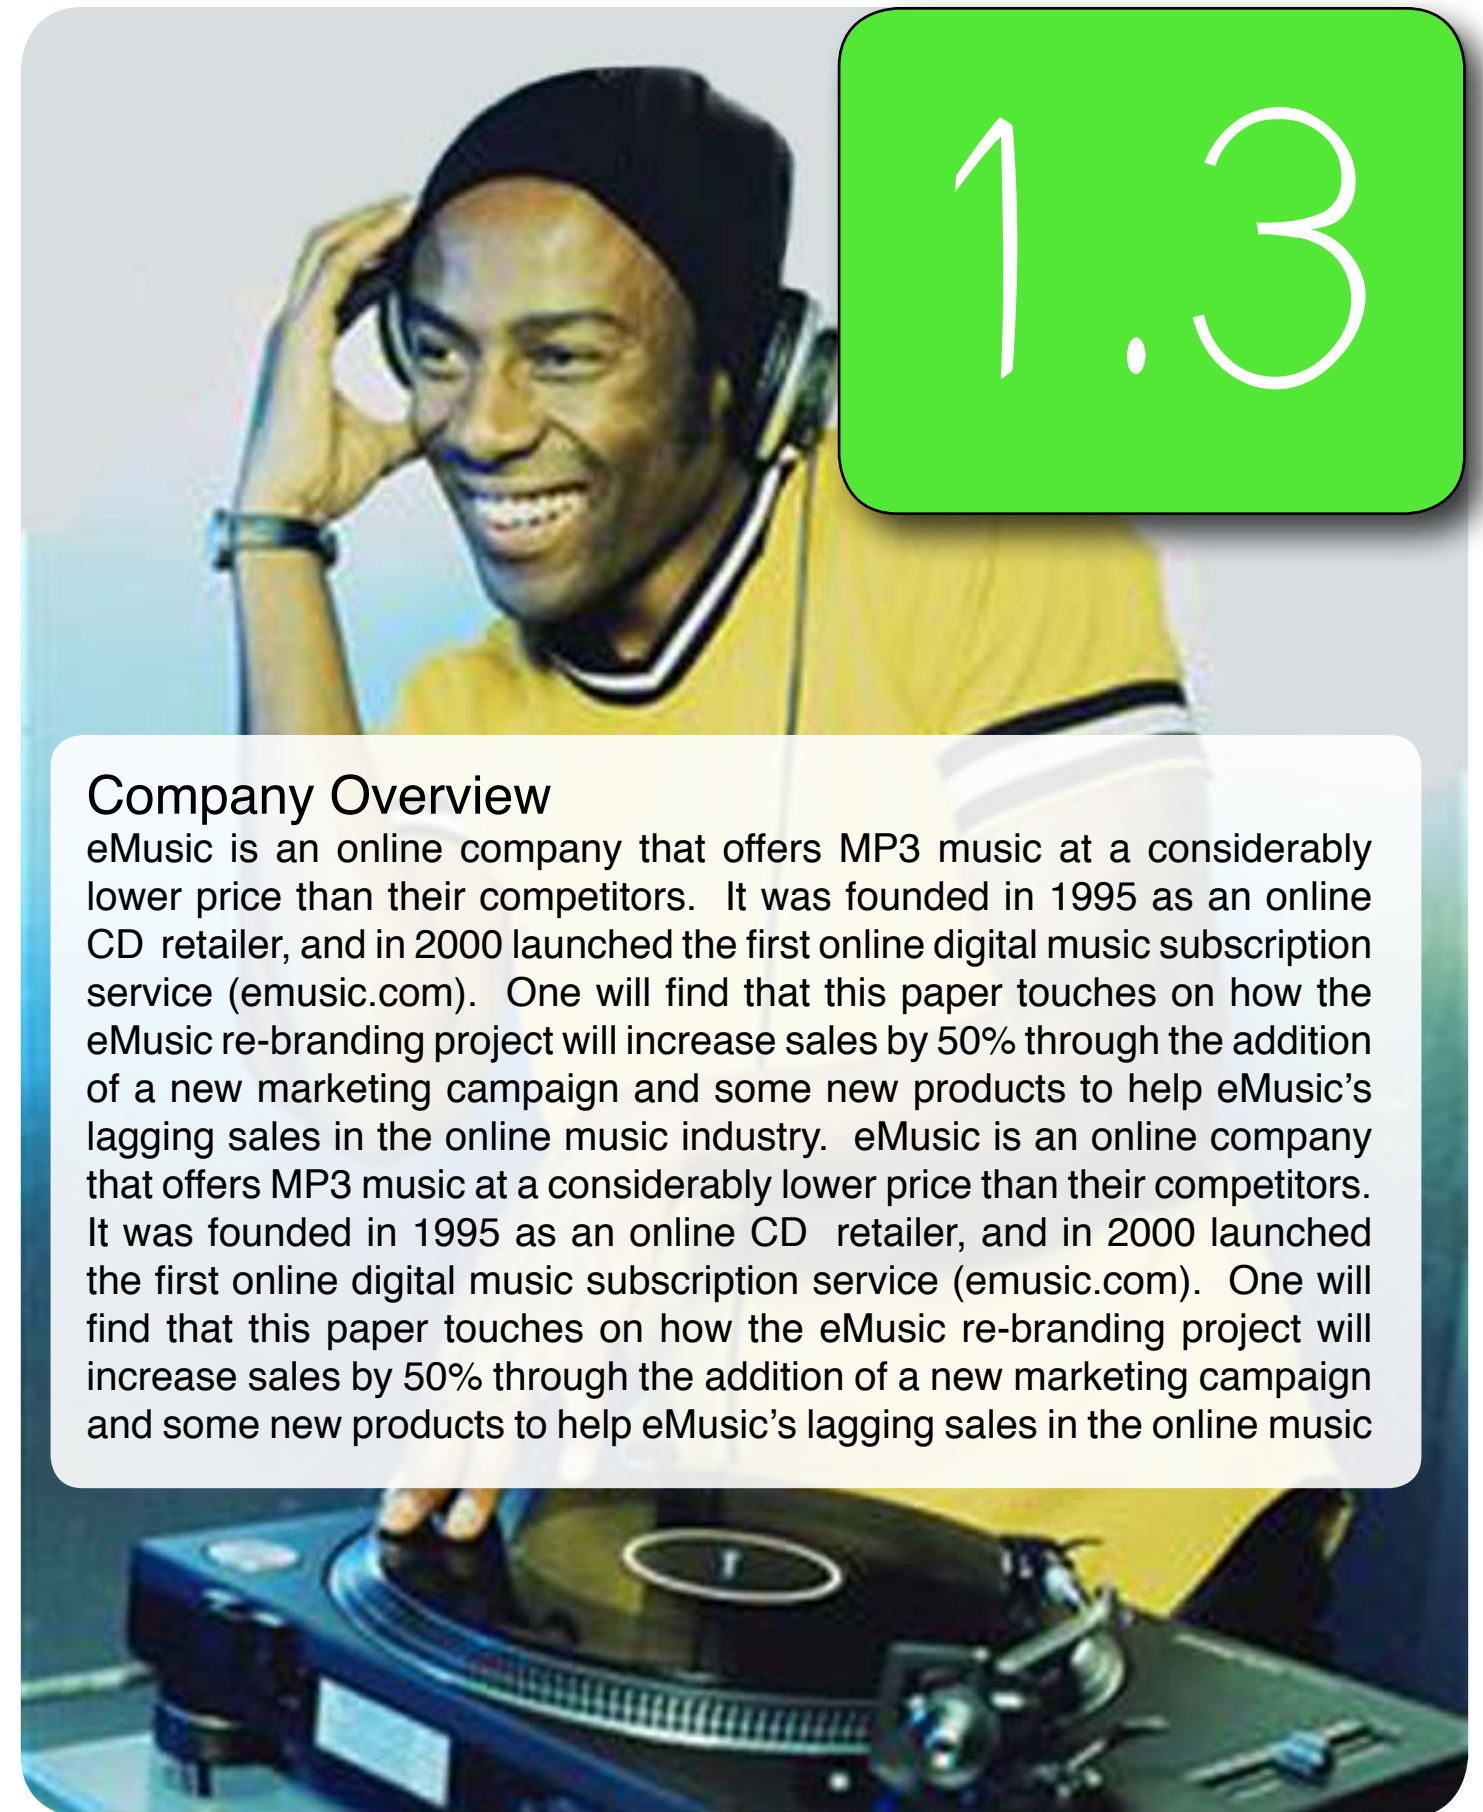 1.3
Company Overview
eMusic is an online company that offers MP3 music at a considerably
lower price than their competitors. It was founded in 1995 as an online
CD retailer, and in 2000 launched the first online digital music subscription
service (emusic.com). One will find that this paper touches on how the
eMusic re-branding project will increase sales by 50% through the addition
of a new marketing campaign and some new products to help eMusic's
lagging sales in the online music industry. eMusic is an online company
that offers MP3 music at a considerably lower price than their competitors.
It was founded in 1995 as an online CD retailer, and in 2000 launched
the first online digital music subscription service (emusic.com). One will
find that this paper touches on how the eMusic re-branding project will
increase sales by 50% through the addition of a new marketing campaign
and some new products to help eMusic's lagging sales in the online music